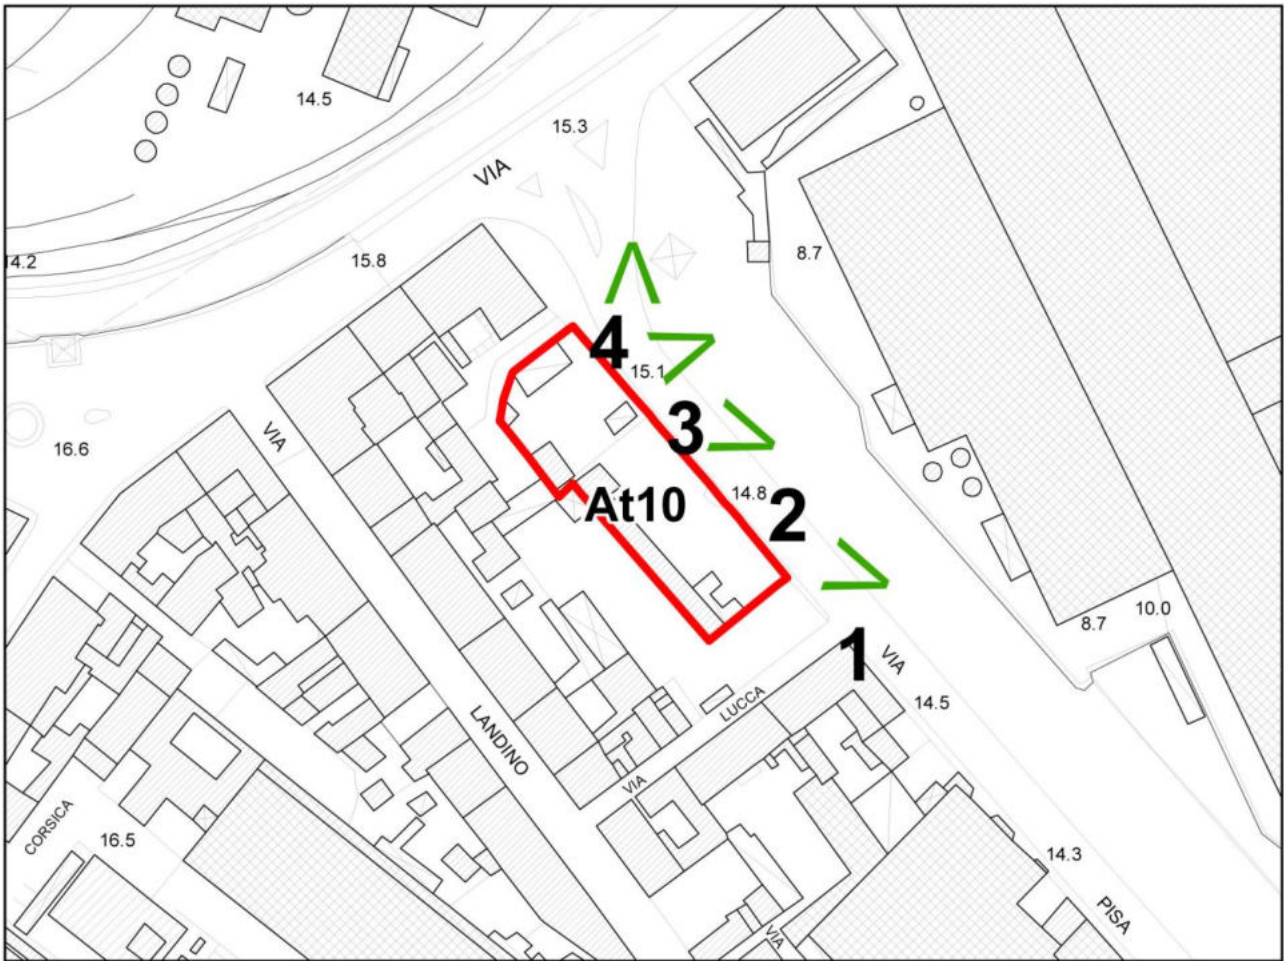 14.5
15.3
VIA
14.2
15.8
8.7
4
15.1
16.6
VIA
3
At10
14.8
2
8.7
10.0
1
VIA
LUCCA
14.5
LANDINO
VIA
CORSICA
16.5
14.3
PISA
VIA